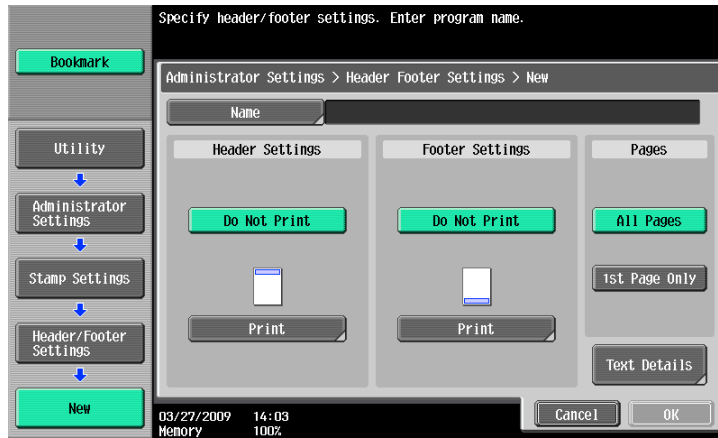 Specify header/footer settings. Enter program name.
Bookmark
Administrator Settings > Header Footer Settings > New
Name
Utility
Administrator
Settings
Stamp Settings
Header/Footer
Settings
New
Header Settings
Do Not Print
Print
Footer Settings
Do Not Print
Print
Pages
All Pages
1st Page Only
Text Details
03/27/2009 14:03
Memory 100%
Cancel
OK